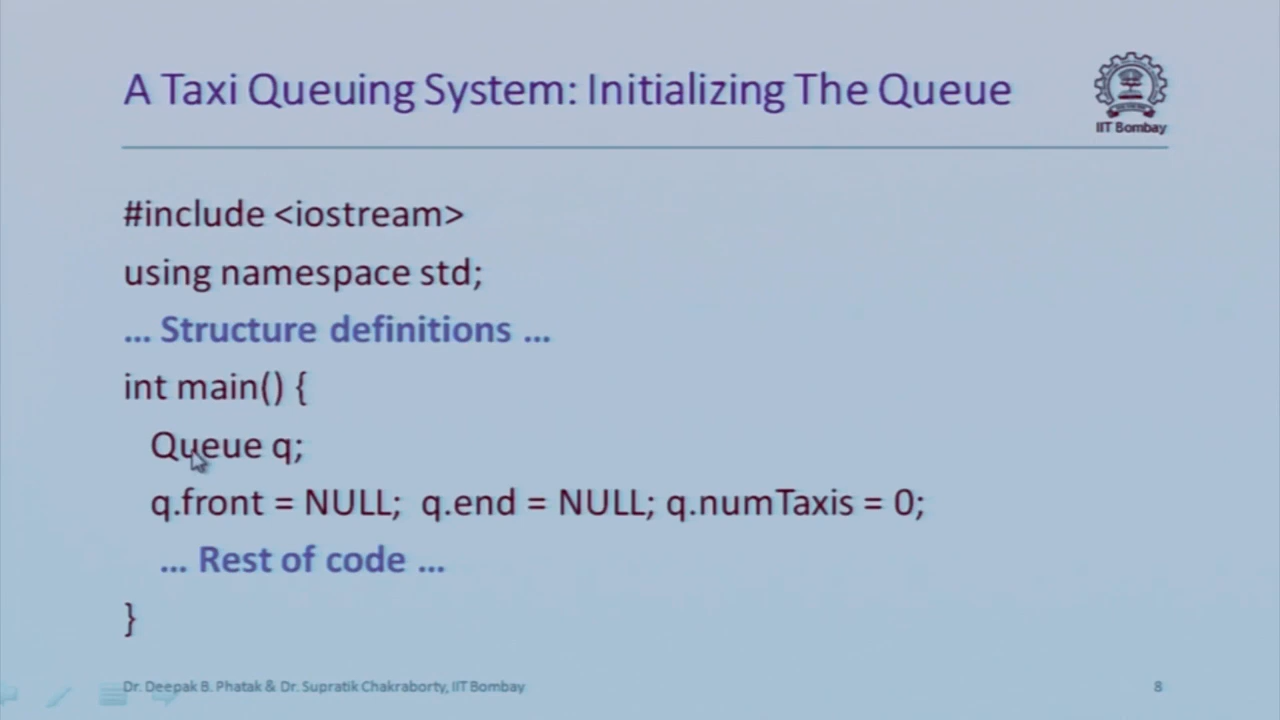 A Taxi Queuing System: Initializing The Queue
IIT Bombay
#include <iostream>
using namespace std;
... Structure definitions ...
int main() {
Queue q;
q.front = NULL; q.end = NULL; q.numTaxis = 0;
... Rest of code ...
}
Dr. Deepak B. Phatak & Dr. Supratik Chakraborty, IIT Bombay
8